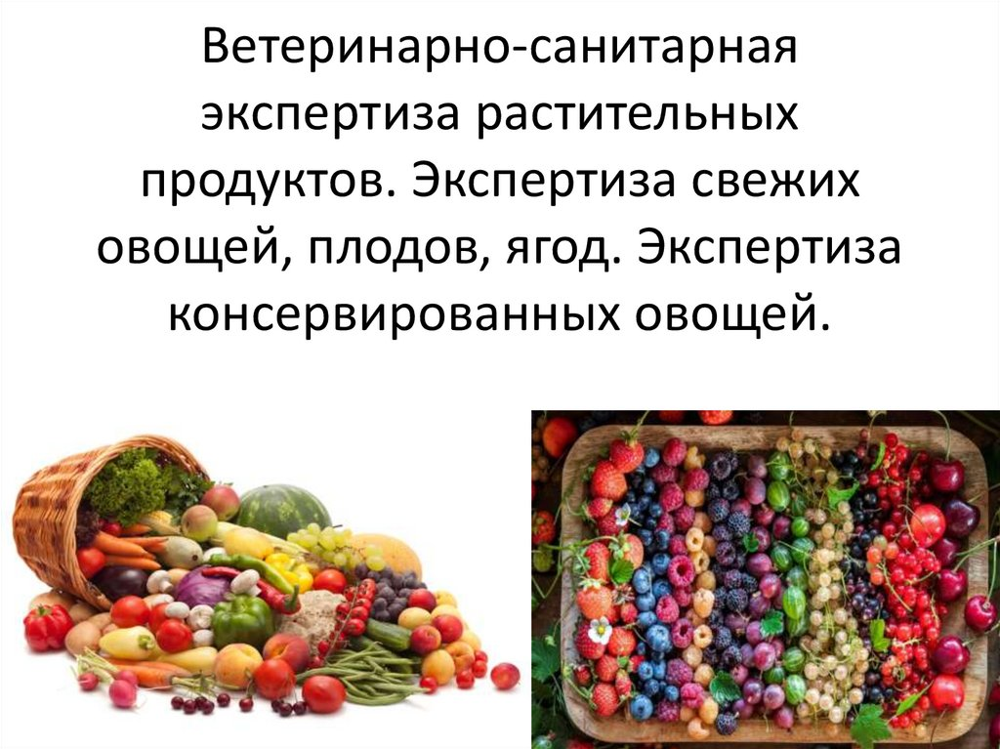 Ветеринарно-санитарная
экспертиза растительных
продуктов. Экспертиза свежих
овощей, плодов, ягод. Экспертиза
консервированных овощей.